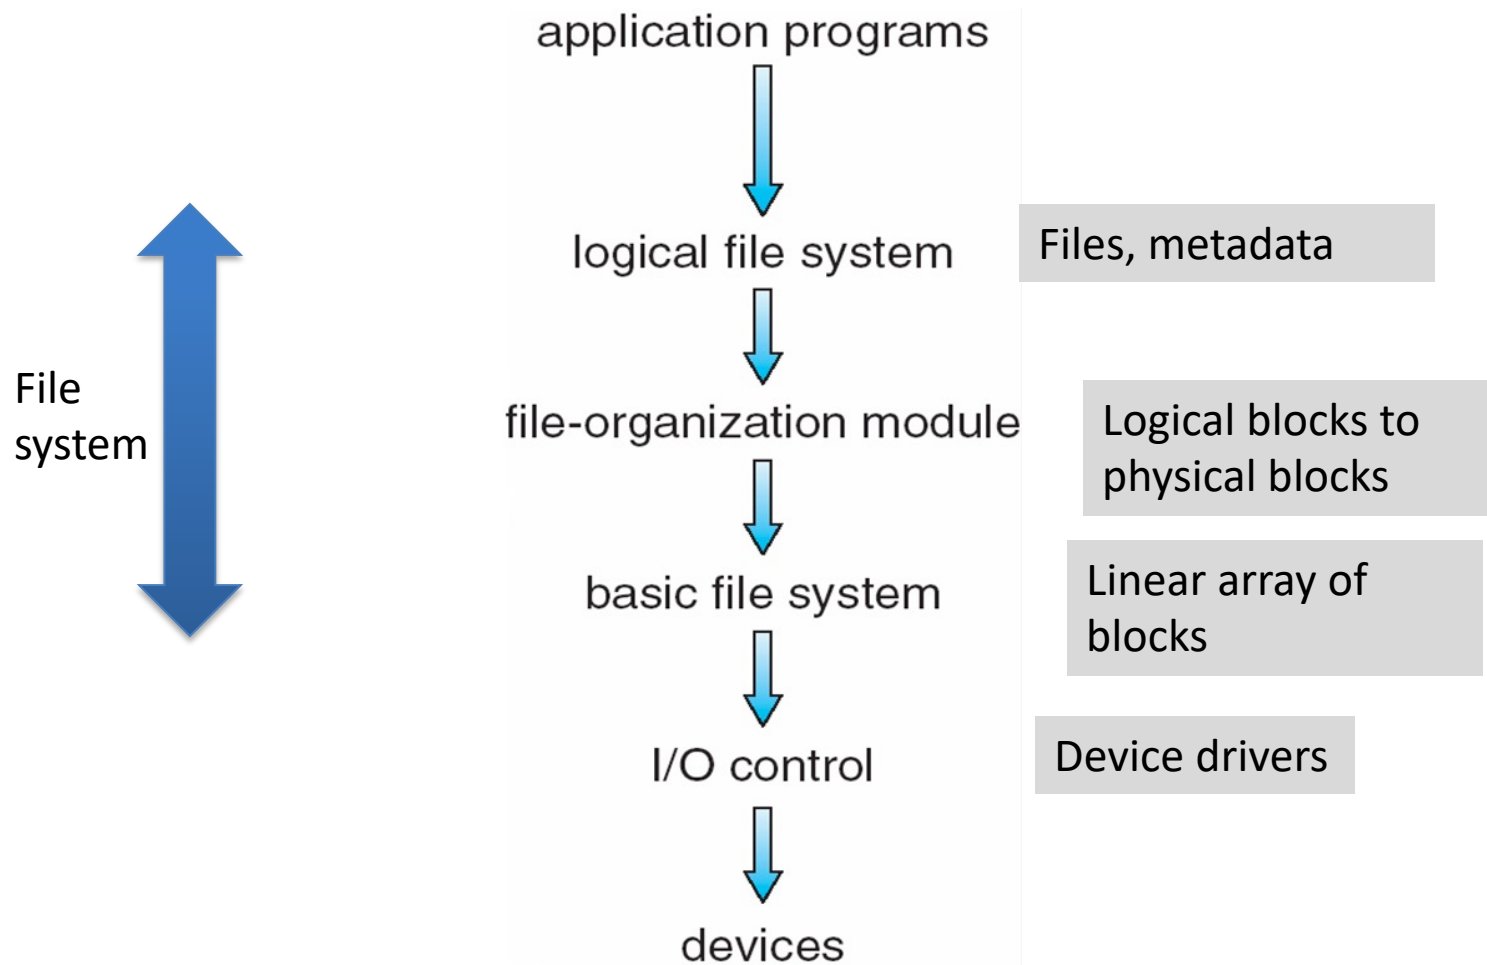 application programs
logical file system
Files, metadata
File
system
file-organization module
Logical blocks to
physical blocks
basic file system
Linear array of
blocks
I/O control
Device drivers
devices